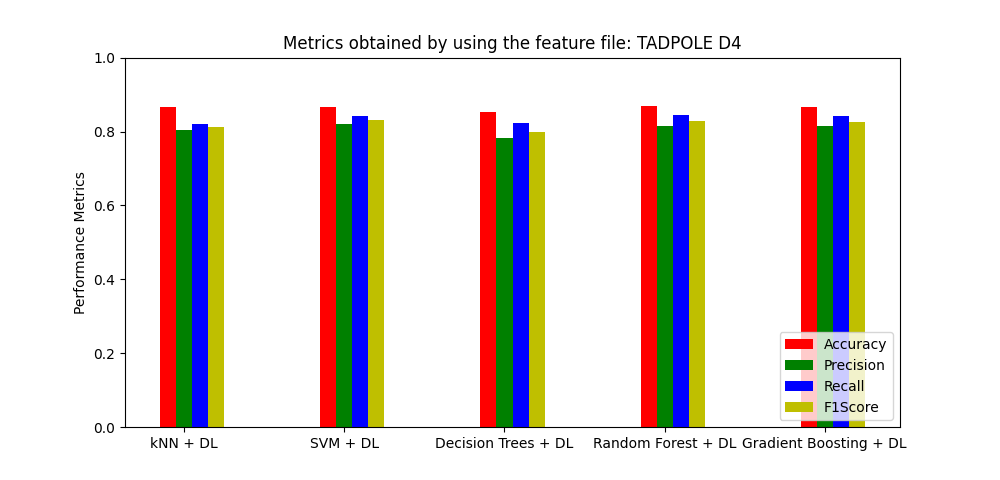 Metrics obtained by using the feature file: TADPOLE D4
Performance Metrics
1.0
0.8
0.6
0.4
0.2
0.0
Accuracy
Precision
Recall
F1Score
kNN + DL
SVM + DL
Decision Trees + DL
Random Forest + DL
Gradient Boosting + DL